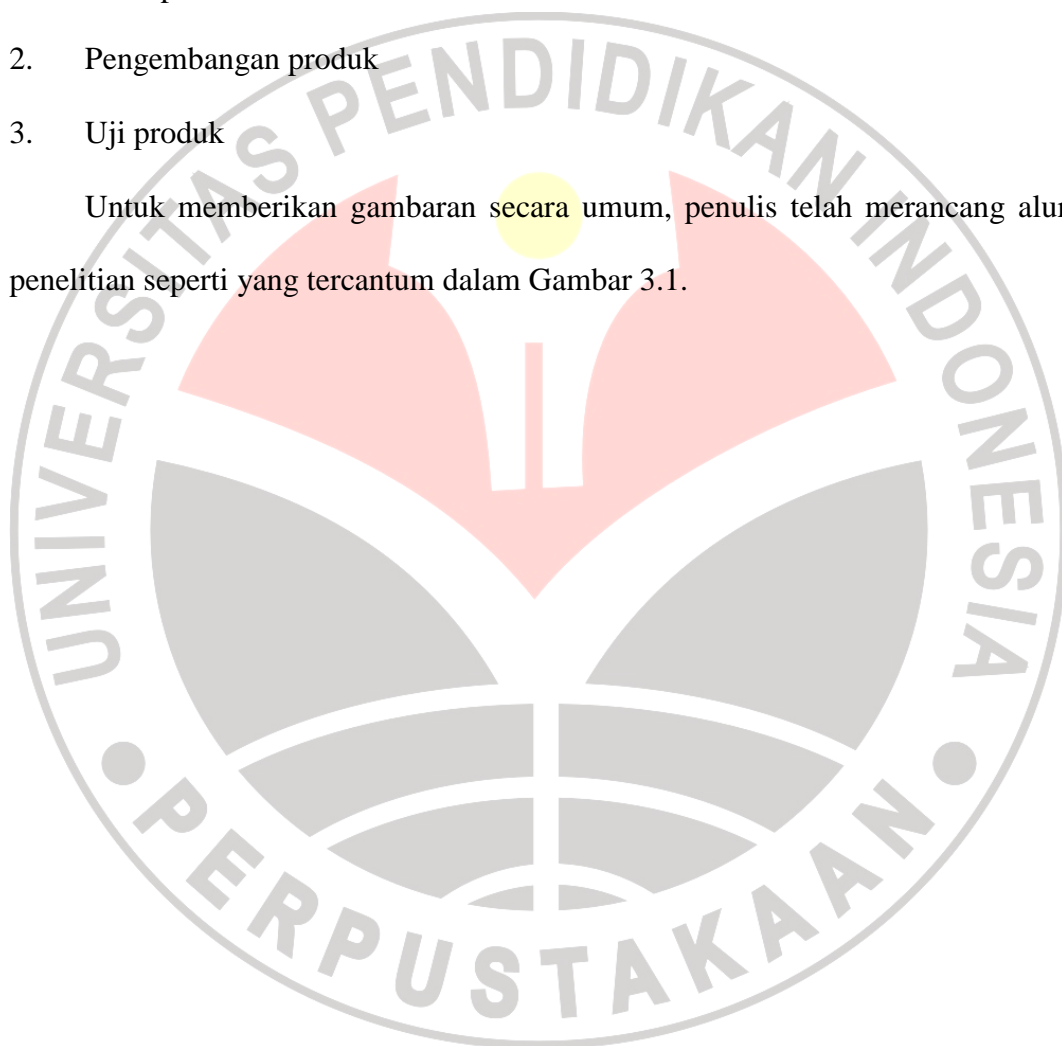 2. Pengembangan produk
3. Uji produk
Untuk memberikan gambaran secara umum, penulis telah merancang alur
penelitian seperti yang tercantum dalam Gambar 3.1.
UNIVERSITAS PENDIDIKAN INDONESIA
PERPUSTAKAAN